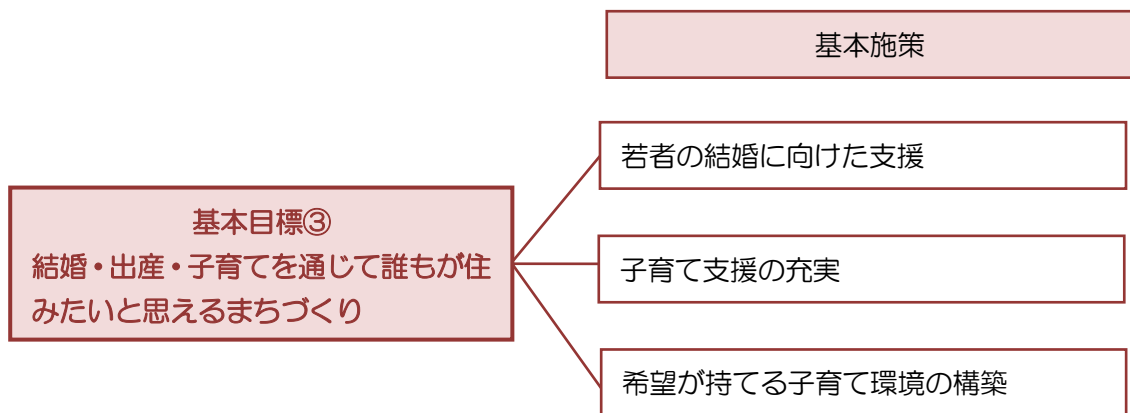 基本施策
若者の結婚に向けた支援
基本目標③
結婚・出産・子育てを通じて誰もが住
みたいと思えるまちづくり
子育て支援の充実
希望が持てる子育て環境の構築